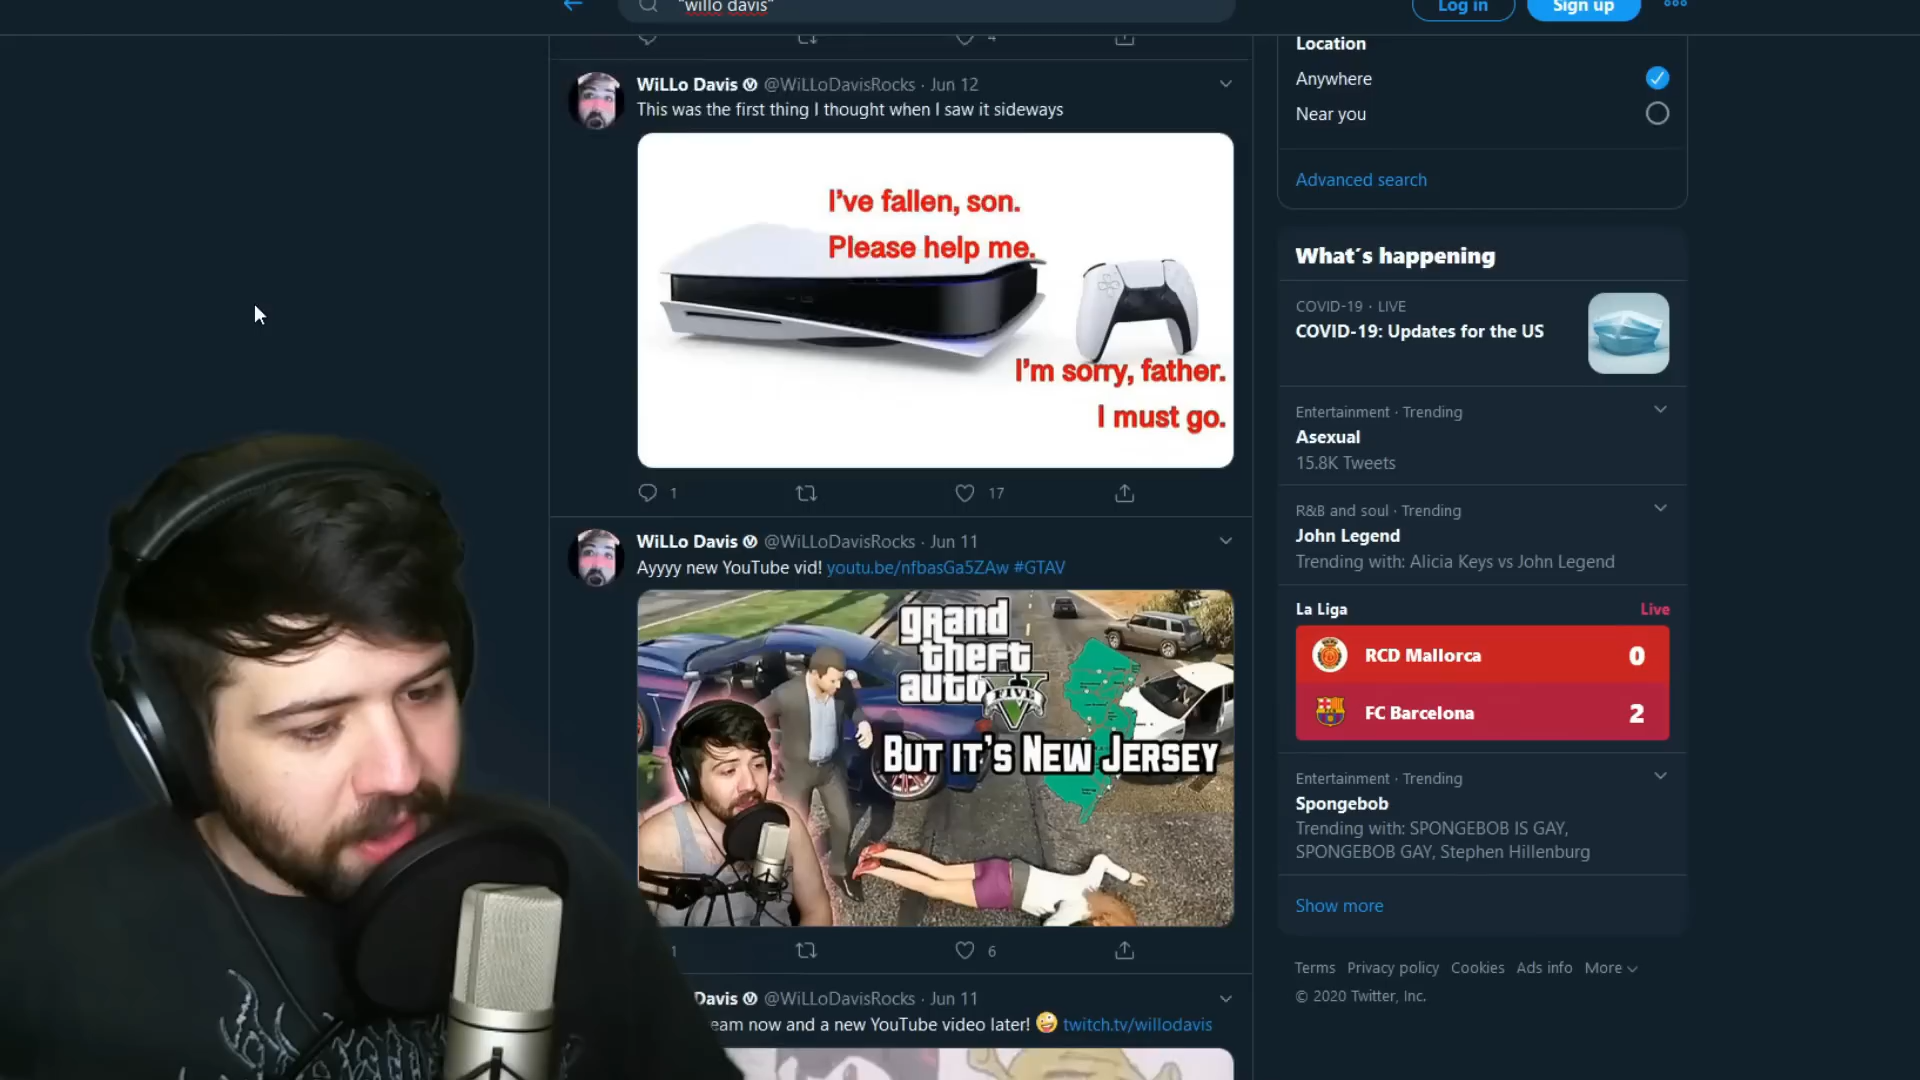 "willo davis"
Log in
Sign up
4
WiLLo Davis @WiLLoDavisRocks · Jun 12
This was the first thing I thought when I saw it sideways
I've fallen, son.
Please help me.
I'm sorry, father.
I must go.
1
17
WiLLo Davis @WiLLoDavisRocks · Jun 11
Ayyyy new YouTube vid! youtu.be/nfbasGa5ZAw #GTAV
grand
theft
auto
FIVE
BUT IT'S NEW JERSEY
1
6
Davis @WiLLoDavisRocks · Jun 11
eam now and a new YouTube video later! 🤪 twitch.tv/willodavis
Location
Anywhere
Near you
Advanced search
What's happening
COVID-19 · LIVE
COVID-19: Updates for the US
Entertainment · Trending
Asexual
15.8K Tweets
R&B and soul · Trending
John Legend
Trending with: Alicia Keys vs John Legend
La Liga
Live
RCD Mallorca 0
FC Barcelona 2
Entertainment · Trending
Spongebob
Trending with: SPONGEBOB IS GAY,
SPONGEBOB GAY, Stephen Hillenburg
Show more
Terms Privacy policy Cookies Ads info More
© 2020 Twitter, Inc.